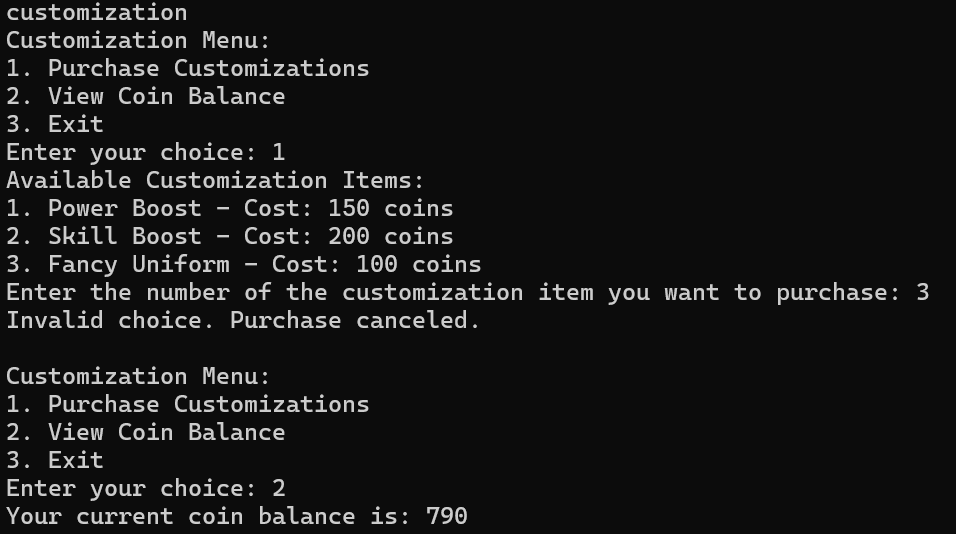 customization
Customization Menu:
1. Purchase Customizations
2. View Coin Balance
3. Exit
Enter your choice: 1
Available Customization Items:
1. Power Boost - Cost: 150 coins
2. Skill Boost - Cost: 200 coins
3. Fancy Uniform - Cost: 100 coins
Enter the number of the customization item you want to purchase: 3
Invalid choice. Purchase canceled.
Customization Menu:
1. Purchase Customizations
2. View Coin Balance
3. Exit
Enter your choice: 2
Your current coin balance is: 790